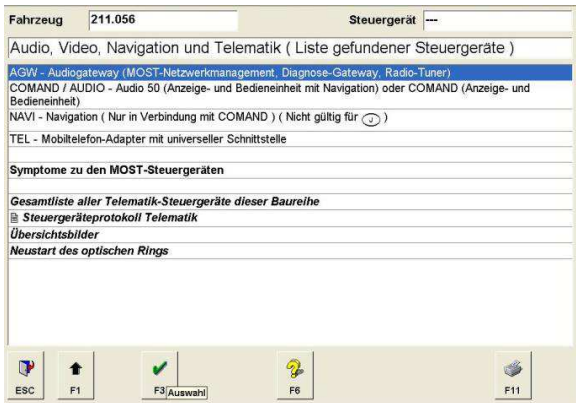 Fahrzeug 211.056 Steuergerät ---
Audio, Video, Navigation und Telematik ( Liste gefundener Steuergeräte )
AGW - Audiogateway (MOST-Netzwerkmanagement, Diagnose-Gateway, Radio-Tuner)
COMAND / AUDIO - Audio 50 (Anzeige- und Bedieneinheit mit Navigation) oder COMAND (Anzeige- und
Bedieneinheit)
NAVI - Navigation ( Nur in Verbindung mit COMAND ) ( Nicht gültig für J )
TEL - Mobiltelefon-Adapter mit universeller Schnittstelle
Symptome zu den MOST-Steuergeräten
Gesamtliste aller Telematik-Steuergeräte dieser Baureihe
Steuergeräteprotokoll Telematik
Übersichtsbilder
Neustart des optischen Rings
ESC F1 F3 Auswahl F6 F11